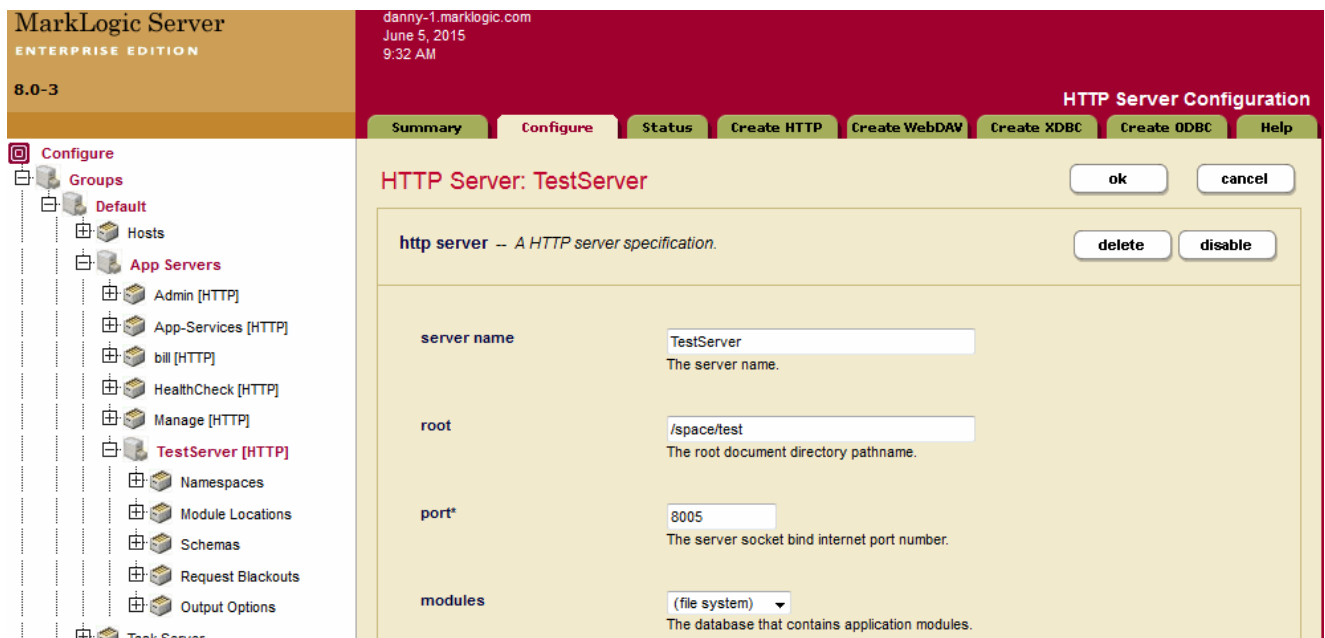 MarkLogic Server
ENTERPRISE EDITION
8.0-3
danny-1.marklogic.com
June 5, 2015
9:32 AM
HTTP Server Configuration
Summary Configure Status Create HTTP Create WebDAV Create XDBC Create ODBC Help
Configure
Groups
Default
Hosts
App Servers
Admin [HTTP]
App-Services [HTTP]
bill [HTTP]
HealthCheck [HTTP]
Manage [HTTP]
TestServer [HTTP]
Namespaces
Module Locations
Schemas
Request Blackouts
Output Options
Task Server
HTTP Server: TestServer
ok cancel
http server -- A HTTP server specification.
delete disable
server name TestServer
The server name.
root /space/test
The root document directory pathname.
port* 8005
The server socket bind internet port number.
modules (file system)
The database that contains application modules.